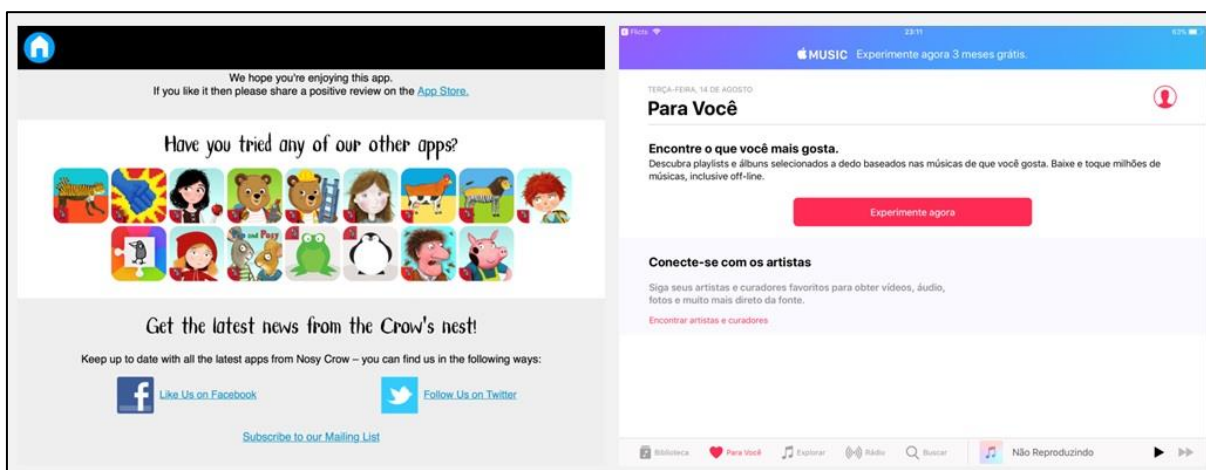 We hope you're enjoying this app.
If you like it then please share a positive review on the App Store.
Have you tried any of our other apps?
Pip and Posy
Get the latest news from the Crow's nest!
Keep up to date with all the latest apps from Nosy Crow – you can find us in the following ways:
Like Us on Facebook
Follow Us on Twitter
Subscribe to our Mailing List
Flicts
23:11
93%
MUSIC Experimente agora 3 meses grátis.
TERÇA-FEIRA, 14 DE AGOSTO
Para Você
Encontre o que você mais gosta.
Descubra playlists e álbuns selecionados a dedo baseados nas músicas de que você gosta. Baixe e toque milhões de
músicas, inclusive off-line.
Experimente agora
Conecte-se com os artistas
Siga seus artistas e curadores favoritos para obter vídeos, áudio,
fotos e muito mais direto da fonte.
Encontrar artistas e curadores
Biblioteca Para Você Explorar Rádio Buscar Não Reproduzindo